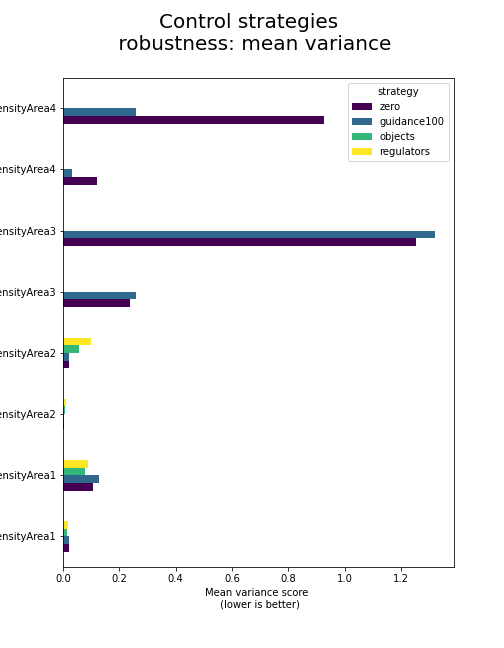 Control strategies
robustness: mean variance
strategy
zero
guidance100
objects
regulators
ensityArea4
ensityArea4
ensityArea3
ensityArea3
ensityArea2
ensityArea2
ensityArea1
ensityArea1
0.0 0.2 0.4 0.6 0.8 1.0 1.2
Mean variance score
(lower is better)